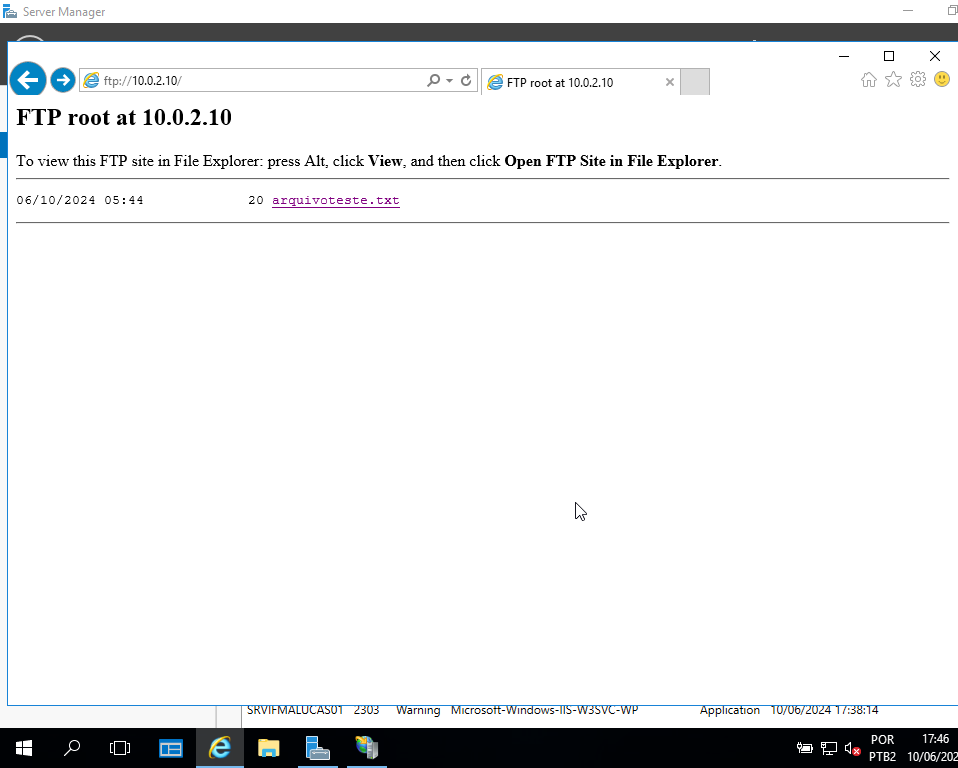 Server Manager
ftp://10.0.2.10/
FTP root at 10.0.2.10
FTP root at 10.0.2.10
To view this FTP site in File Explorer: press Alt, click View, and then click Open FTP Site in File Explorer.
06/10/2024 05:44 20 arquivoteste.txt
SRVIFMALUCAS01 2303 Warning Microsoft-Windows-IIS-W3SVC-WP Application 10/06/2024 17:38:14
POR 17:46
PTB2 10/06/202